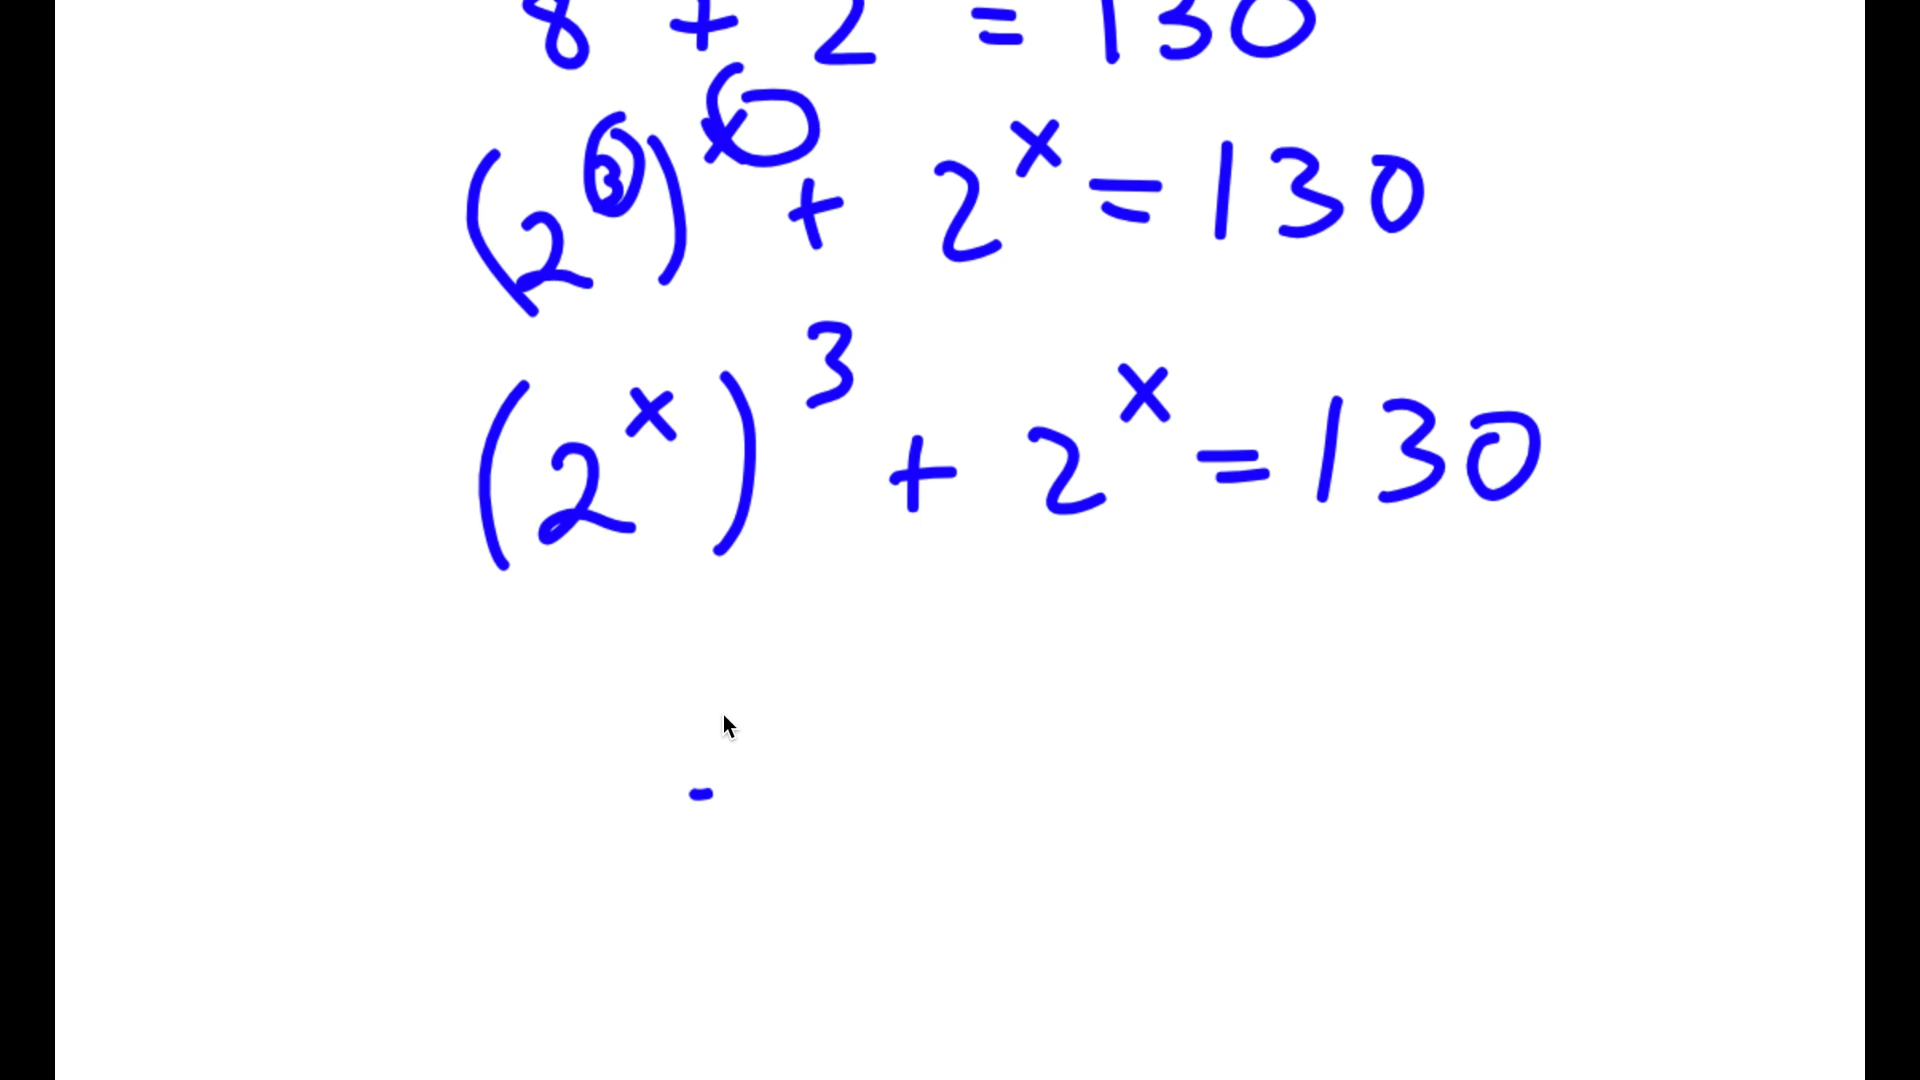 8 + 2 = 130
(2³)ˣ + 2ˣ = 130
(2ˣ)³ + 2ˣ = 130
-